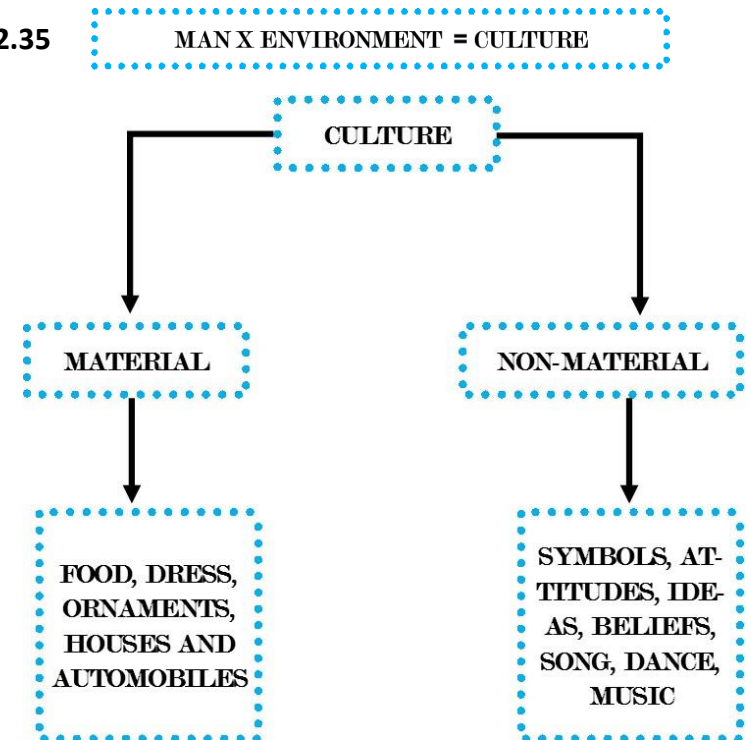 2.35
MAN X ENVIRONMENT = CULTURE
CULTURE
MATERIAL
NON-MATERIAL
FOOD, DRESS,
ORNAMENTS,
HOUSES AND
AUTOMOBILES
SYMBOLS, AT-
TITUDES, IDE-
AS, BELIEFS,
SONG, DANCE,
MUSIC